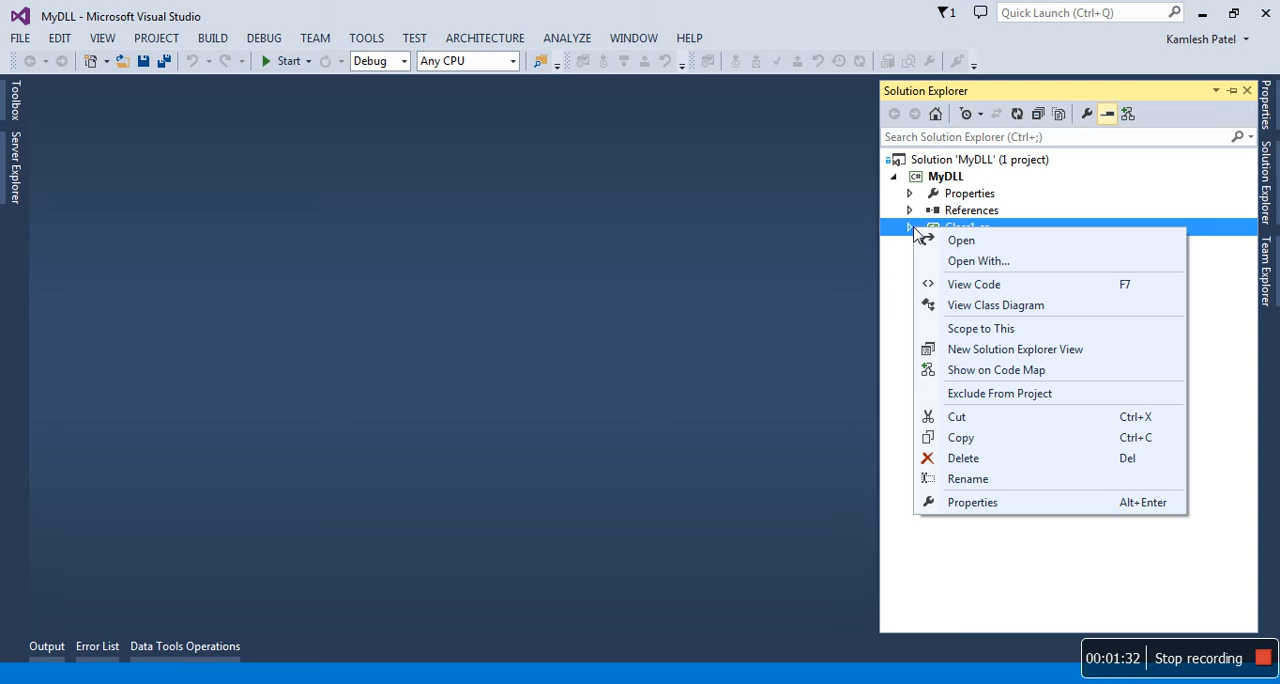 MyDLL - Microsoft Visual Studio
1
Quick Launch (Ctrl+Q)
FILE EDIT VIEW PROJECT BUILD DEBUG TEAM TOOLS TEST ARCHITECTURE ANALYZE WINDOW HELP
Kamlesh Patel
Start Debug Any CPU
Toolbox
Server Explorer
Solution Explorer
Search Solution Explorer (Ctrl+;)
Solution 'MyDLL' (1 project)
C# MyDLL
Properties
References
Open
Open With...
View Code F7
View Class Diagram
Scope to This
New Solution Explorer View
Show on Code Map
Exclude From Project
Cut Ctrl+X
Copy Ctrl+C
Delete Del
Rename
Properties Alt+Enter
Properties
Solution Explorer
Team Explorer
Output Error List Data Tools Operations
00:01:32 Stop recording